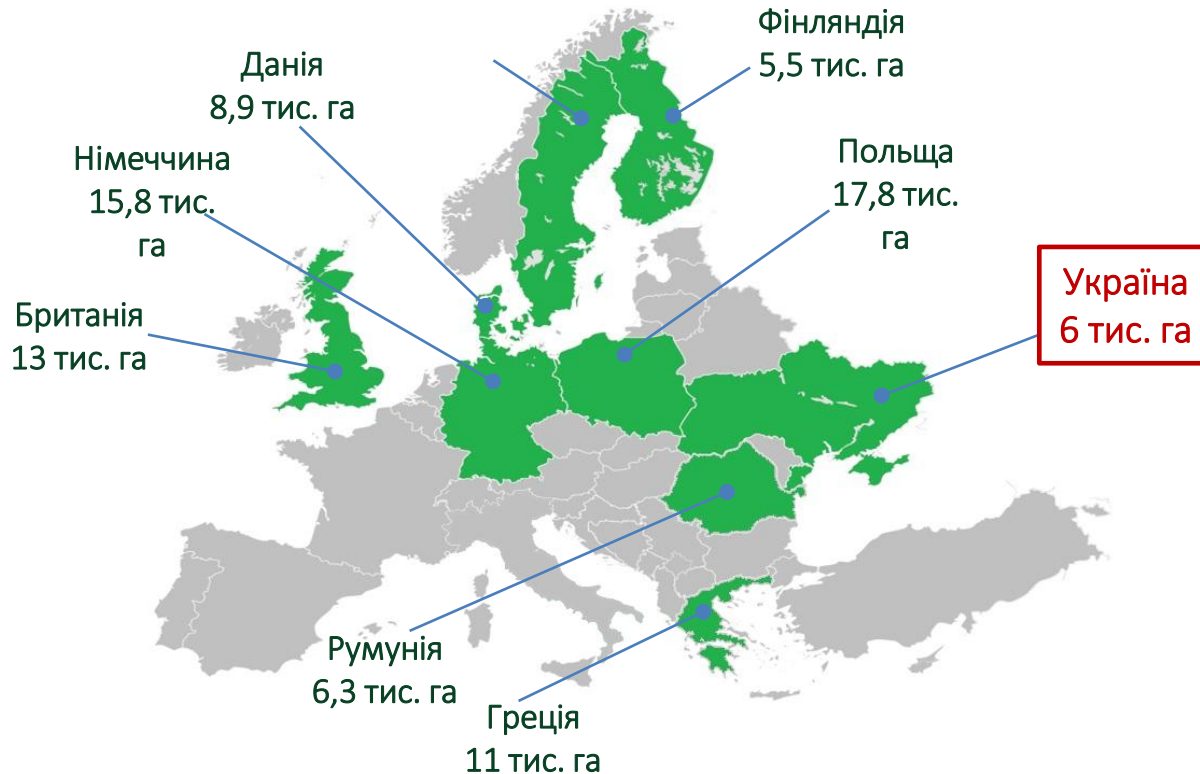 Фінляндія
5,5 тис. га
Данія
8,9 тис. га
Німеччина
15,8 тис.
га
Польща
17,8 тис.
га
Україна
6 тис. га
Британія
13 тис. га
Румунія
6,3 тис. га
Греція
11 тис. га